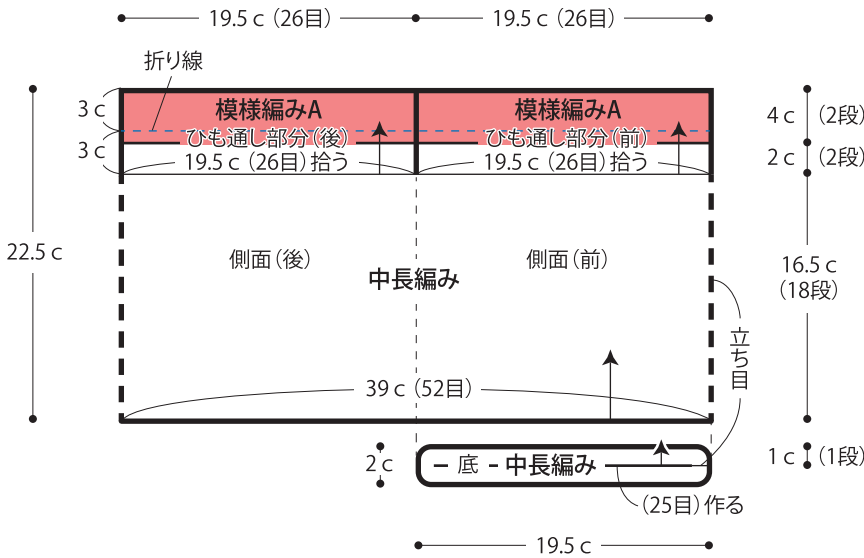 19.5 c (26目)
19.5 c (26目)
折り線
3 c
模様編みA
模様編みA
4 c (2段)
ひも通し部分(後)
ひも通し部分(前)
3 c
19.5 c (26目) 拾う
19.5 c (26目) 拾う
2 c (2段)
22.5 c
側面(後)
側面(前)
中長編み
16.5 c
(18段)
立ち目
39 c (52目)
2 c
底
中長編み
1 c (1段)
(25目) 作る
19.5 c